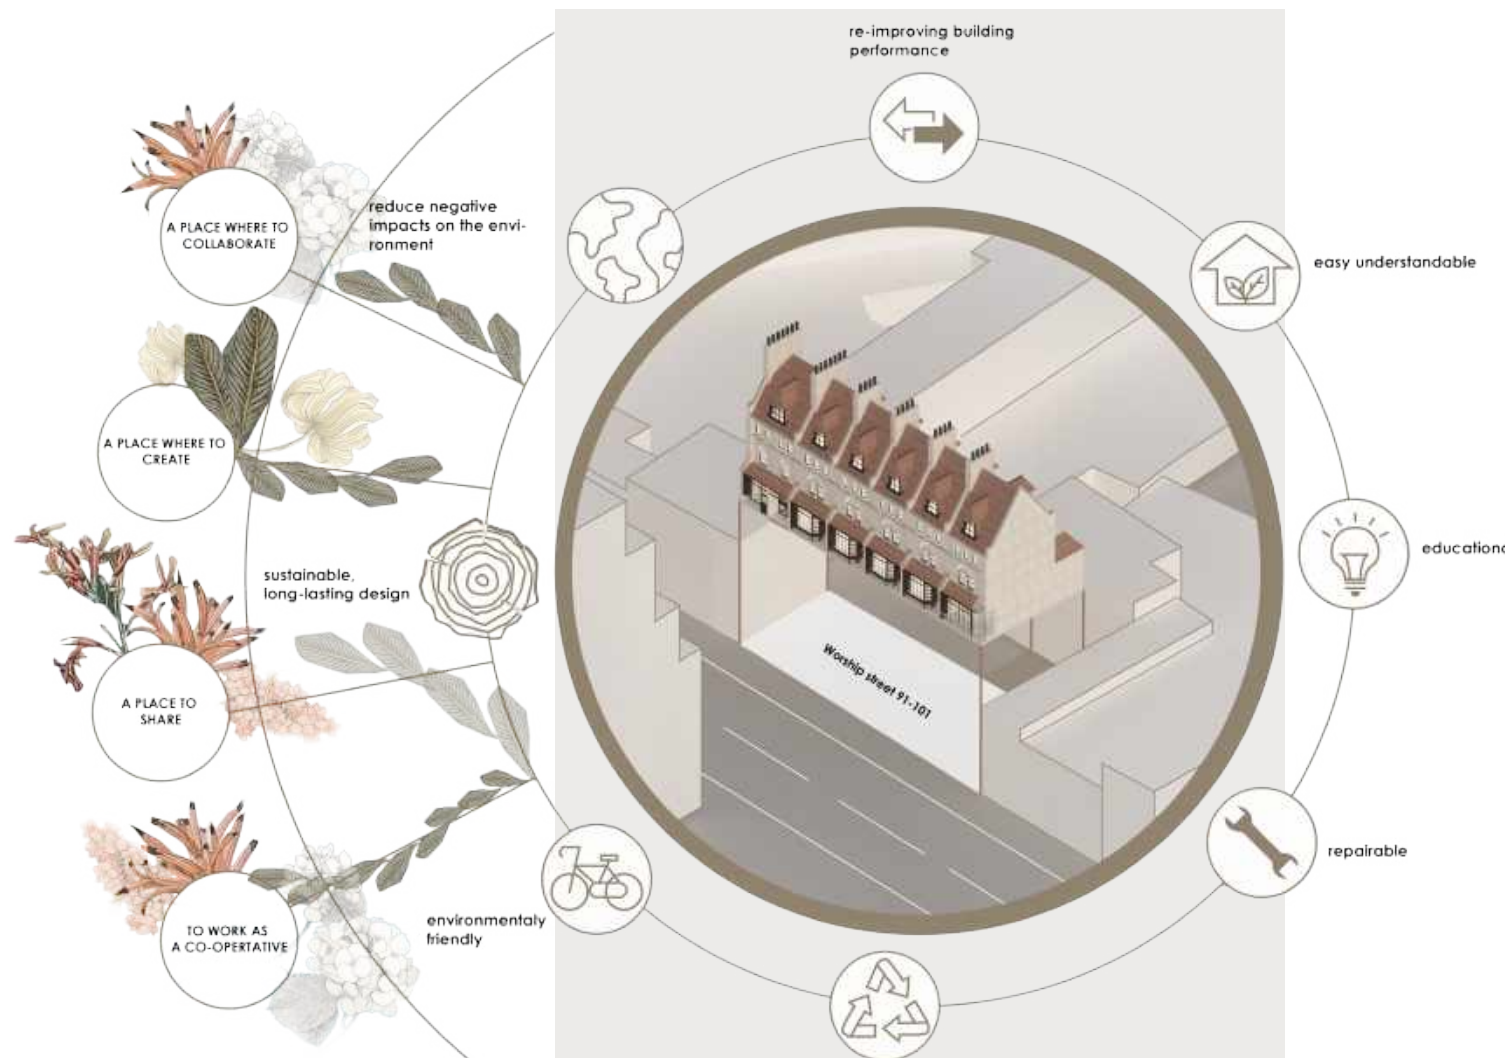 re-improving building
performance
A PLACE WHERE TO
COLLABORATE
reduce negative
impacts on the envi-
ronment
easy understandable
A PLACE WHERE TO
CREATE
sustainable,
long-lasting design
educationa
Worship street 91-101
A PLACE TO
SHARE
repairable
TO WORK AS
A CO-OPERTATIVE
environmentaly
friendly